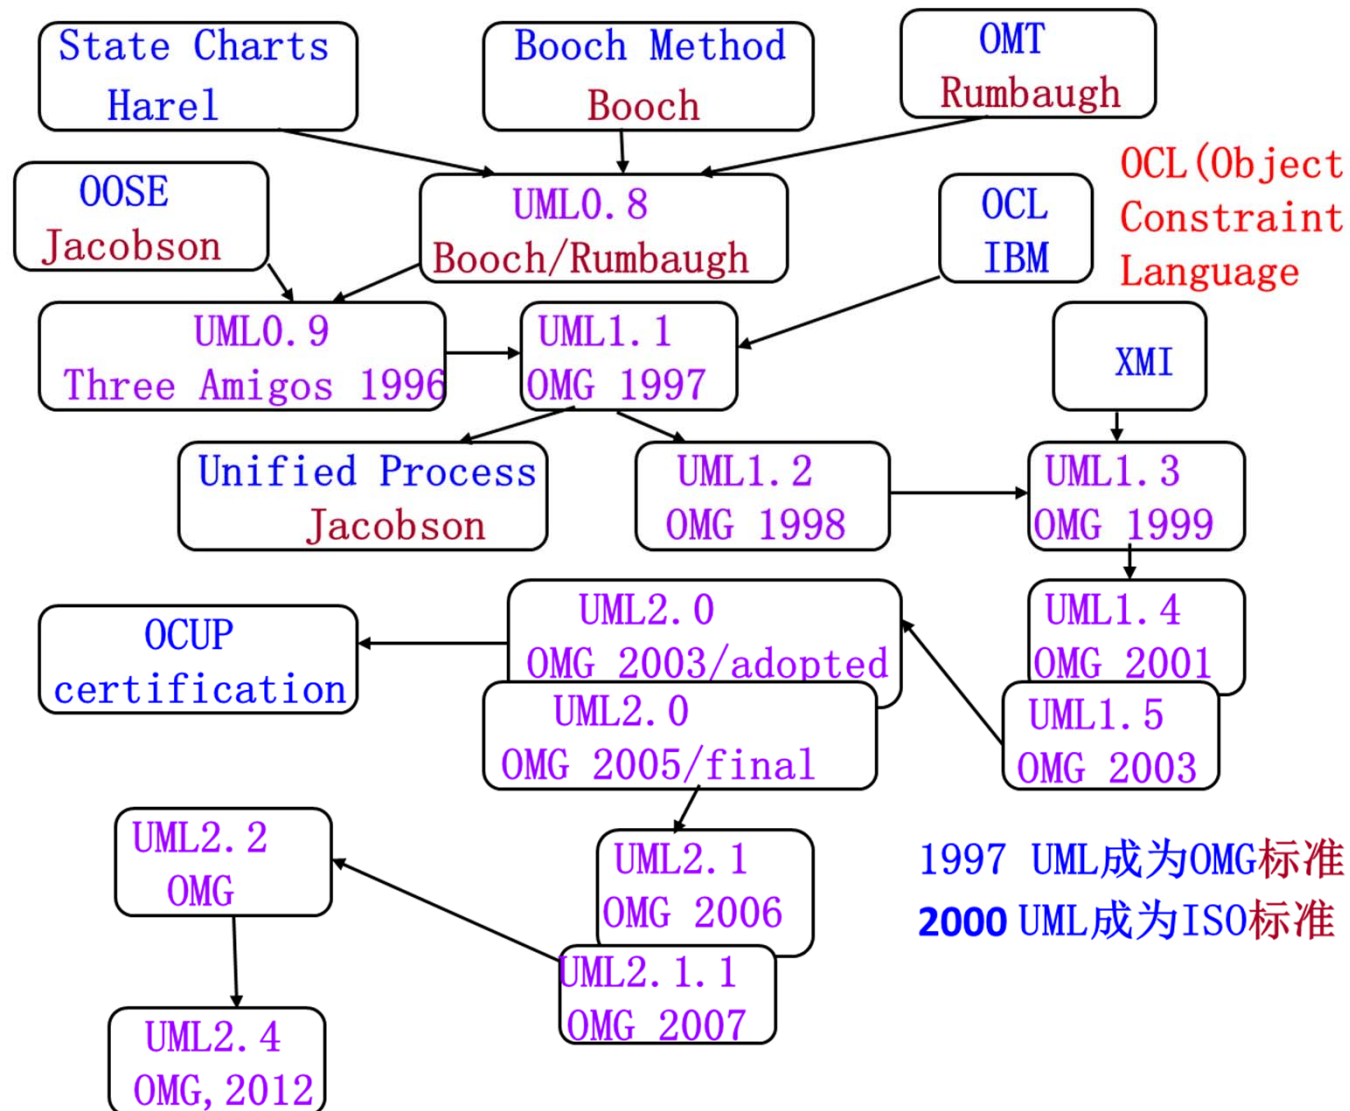 State Charts
Harel
Booch Method
Booch
OMT
Rumbaugh
OOSE
Jacobson
UML0.8
Booch/Rumbaugh
OCL
IBM
OCL(Object
Constraint
Language
UML0.9
Three Amigos 1996
UML1.1
OMG 1997
XMI
Unified Process
Jacobson
UML1.2
OMG 1998
UML1.3
OMG 1999
OCUP
certification
UML2.0
OMG 2003/adopted
UML2.0
OMG 2005/final
UML1.4
OMG 2001
UML1.5
OMG 2003
UML2.2
OMG
UML2.1
OMG 2006
UML2.1.1
OMG 2007
1997 UML成为OMG标准
2000 UML成为ISO标准
UML2.4
OMG,2012